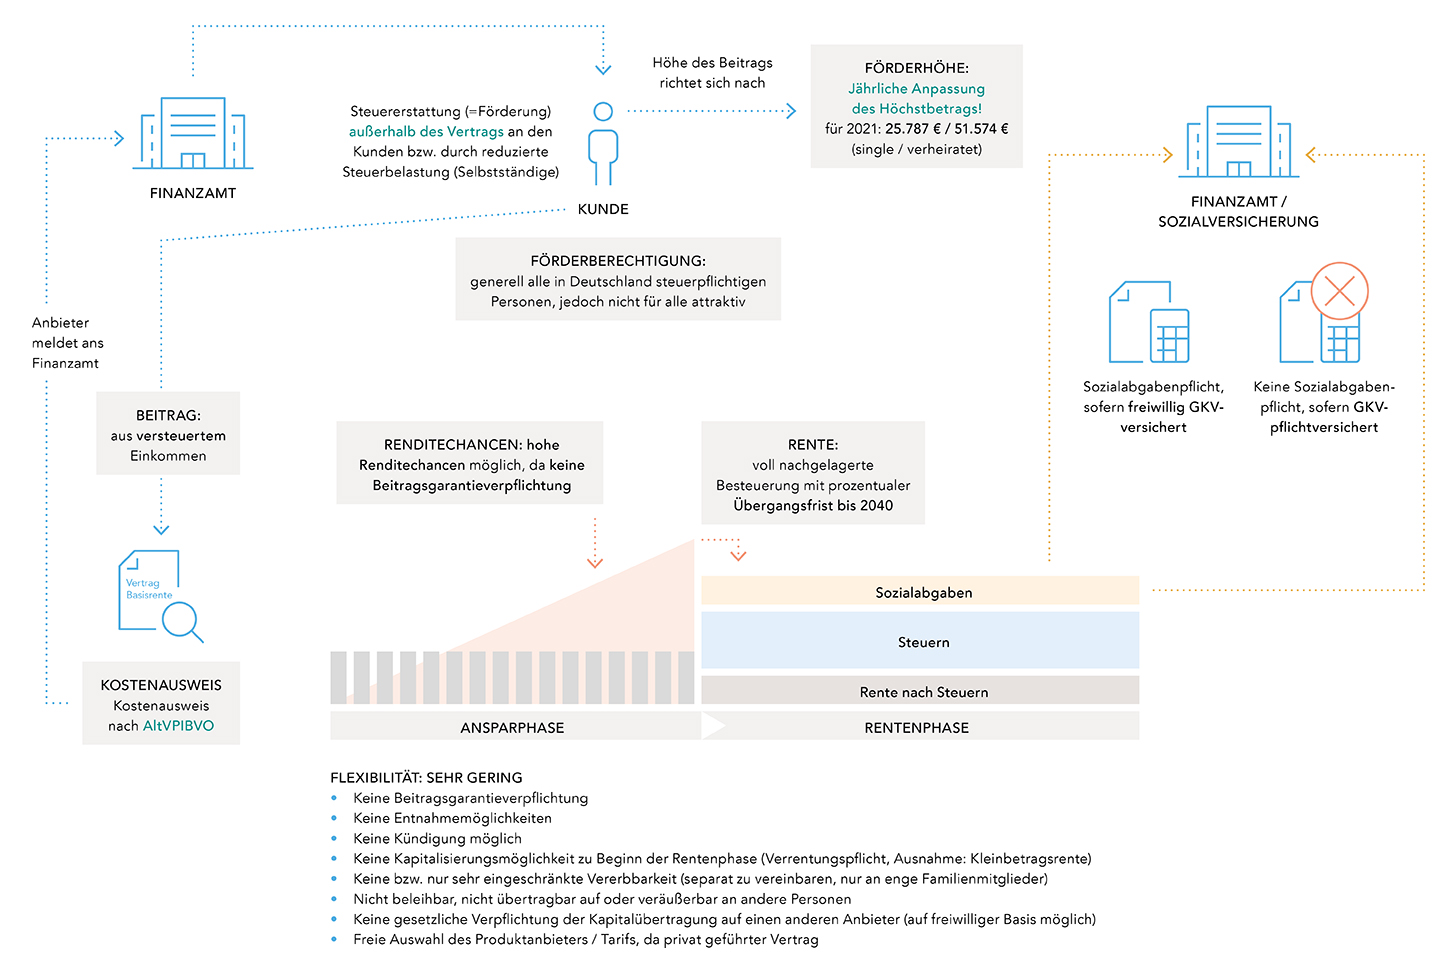 FINANZAMT
Steuererstattung (=Förderung)
außerhalb des Vertrags an den
Kunden bzw. durch reduzierte
Steuerbelastung (Selbstständige)
KUNDE
Höhe des Beitrags
richtet sich nach
FÖRDERHÖHE:
Jährliche Anpassung
des Höchstbetrags!
für 2021: 25.787 € / 51.574 €
(single / verheiratet)
FINANZAMT /
SOZIALVERSICHERUNG
FÖRDERBERECHTIGUNG:
generell alle in Deutschland steuerpflichtigen
Personen, jedoch nicht für alle attraktiv
Anbieter
meldet ans
Finanzamt
Sozialabgabenpflicht,
sofern freiwillig GKV-
versichert
Keine Sozialabgaben-
pflicht, sofern GKV-
pflichtversichert
BEITRAG:
aus versteuertem
Einkommen
RENDITECHANCEN: hohe
Renditechancen möglich, da keine
Beitragsgarantieverpflichtung
RENTE:
voll nachgelagerte
Besteuerung mit prozentualer
Übergangsfrist bis 2040
Vertrag
Basisrente
KOSTENAUSWEIS
Kostenausweis
nach AltVPIBVO
Sozialabgaben
Steuern
Rente nach Steuern
ANSPARPHASE
RENTENPHASE
FLEXIBILITÄT: SEHR GERING
• Keine Beitragsgarantieverpflichtung
• Keine Entnahmemöglichkeiten
• Keine Kündigung möglich
• Keine Kapitalisierungsmöglichkeit zu Beginn der Rentenphase (Verrentungspflicht, Ausnahme: Kleinbetragsrente)
• Keine bzw. nur sehr eingeschränkte Vererbbarkeit (separat zu vereinbaren, nur an enge Familienmitglieder)
• Nicht beleihbar, nicht übertragbar auf oder veräußerbar an andere Personen
• Keine gesetzliche Verpflichtung der Kapitalübertragung auf einen anderen Anbieter (auf freiwilliger Basis möglich)
• Freie Auswahl des Produktanbieters / Tarifs, da privat geführter Vertrag